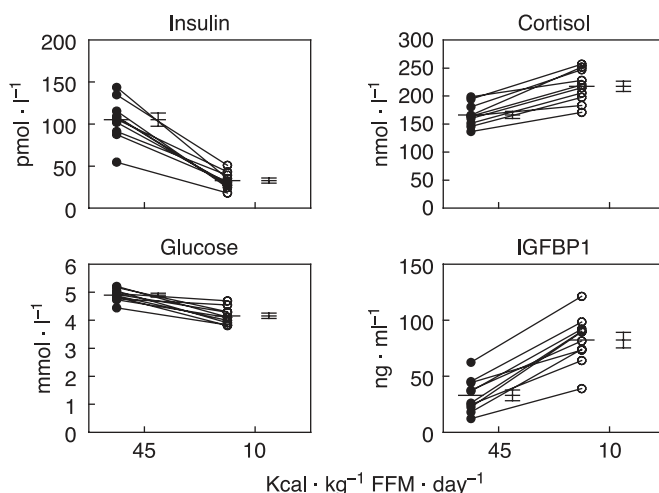 Insulin
pmol · l⁻¹
200
150
100
50
0
Cortisol
nmol · l⁻¹
300
250
200
150
100
50
0
Glucose
mmol · l⁻¹
6
5
4
3
2
1
0
45 10
IGFBP1
ng · ml⁻¹
150
100
50
0
45 10
Kcal · kg⁻¹ FFM · day⁻¹